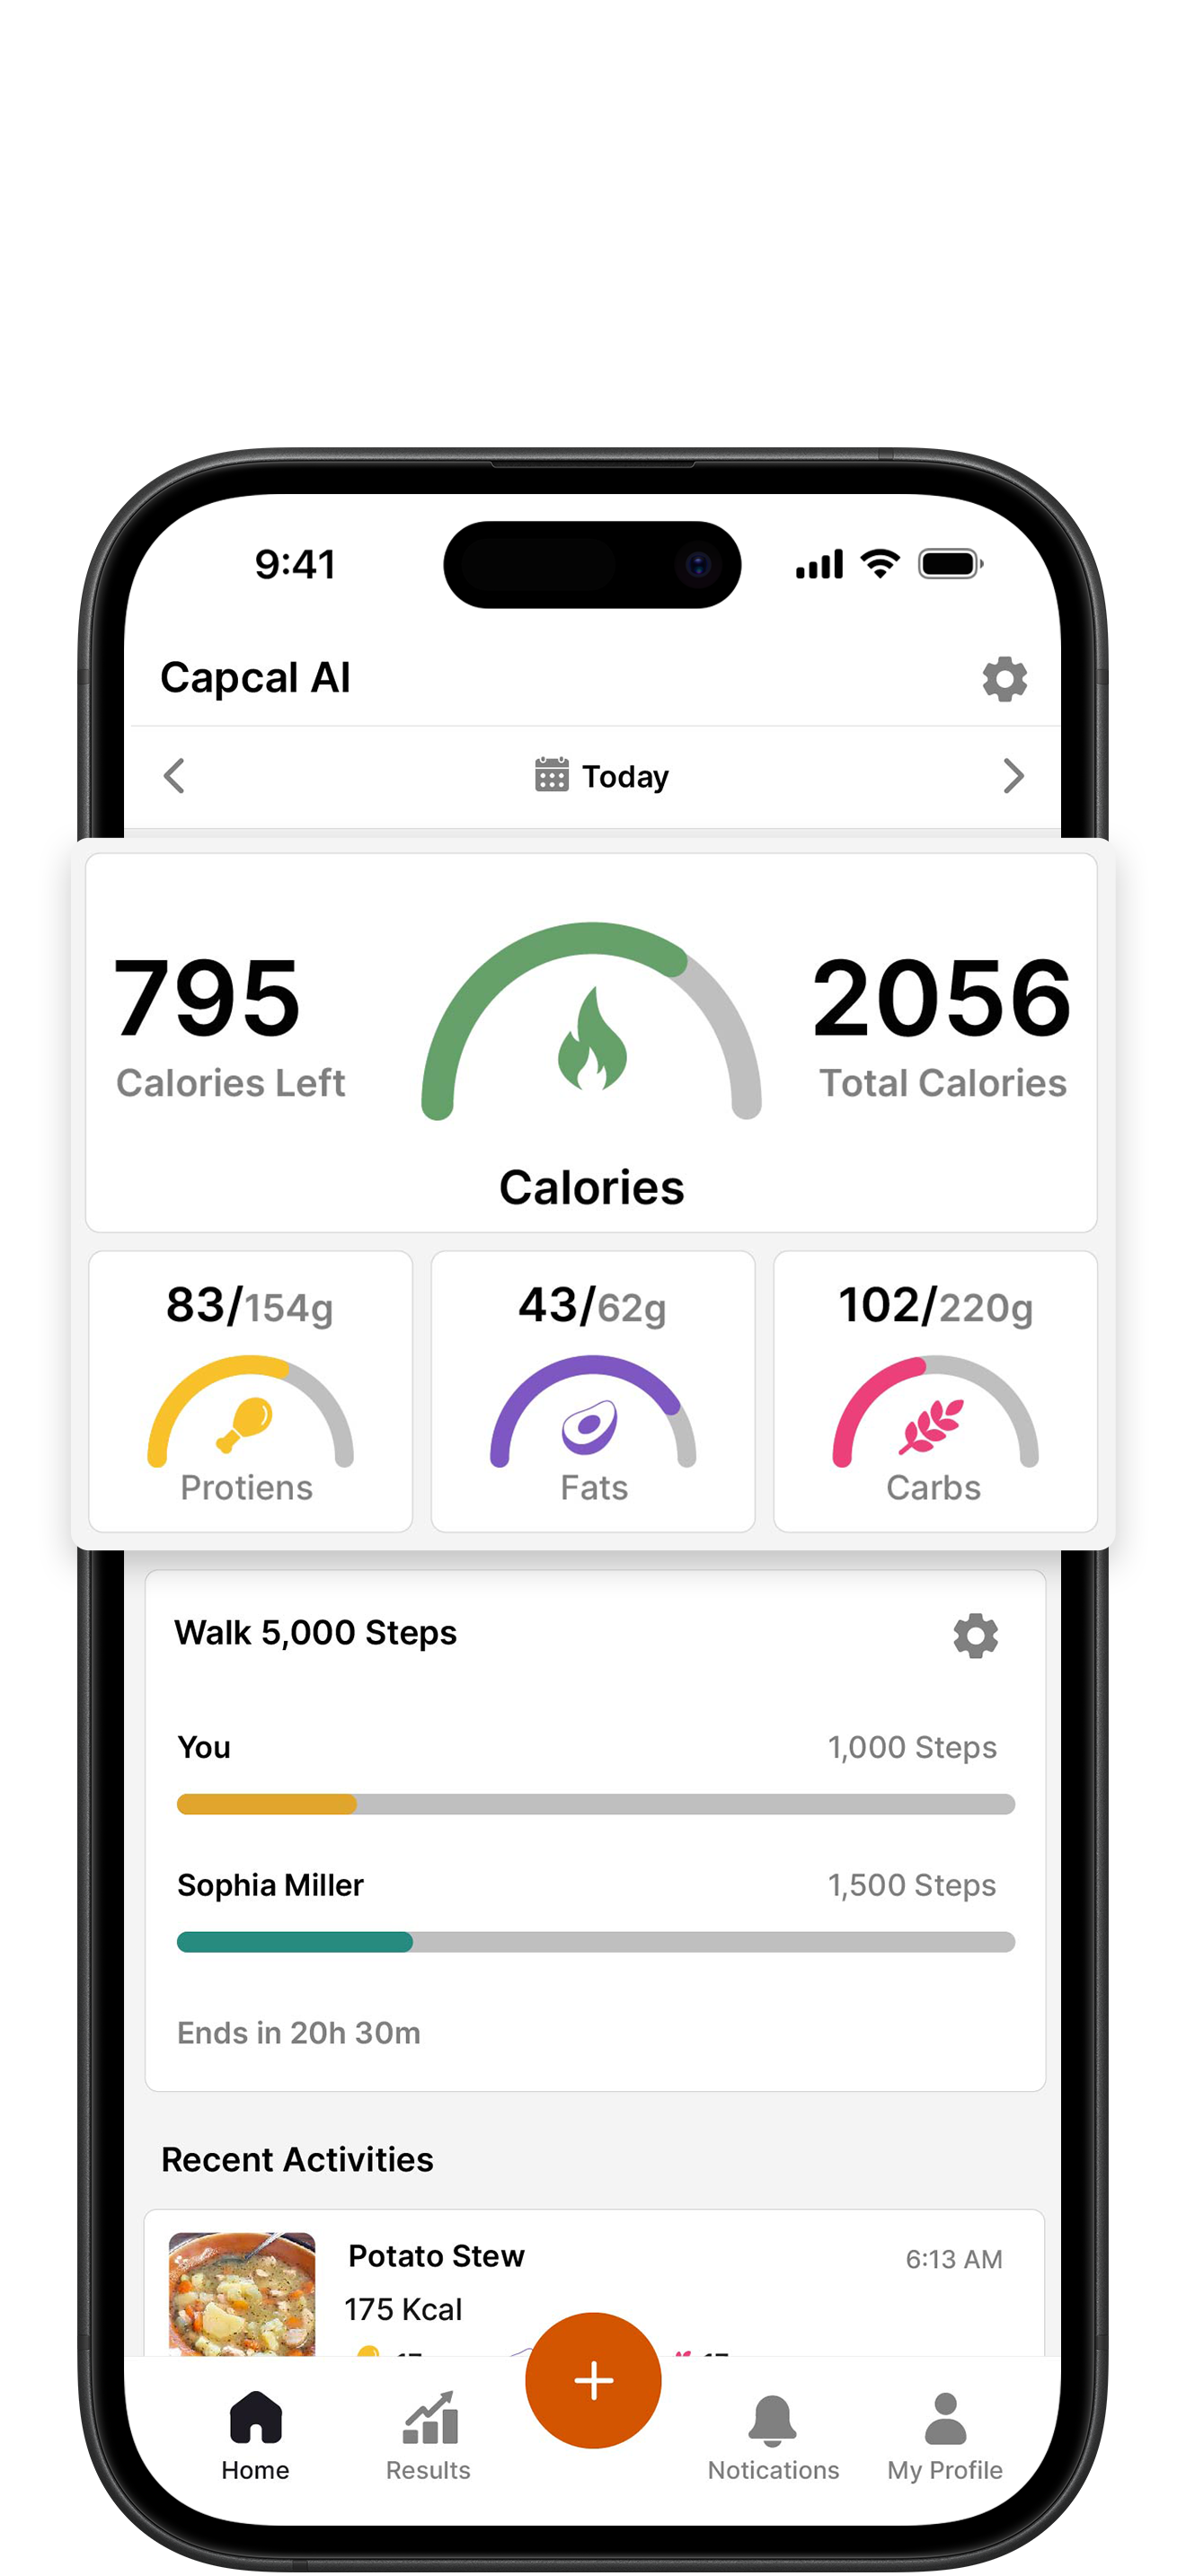 9:41
Capcal AI
Today
795
Calories Left
2056
Total Calories
Calories
83/154g
Protiens
43/62g
Fats
102/220g
Carbs
Walk 5,000 Steps
You
1,000 Steps
Sophia Miller
1,500 Steps
Ends in 20h 30m
Recent Activities
Potato Stew
6:13 AM
175 Kcal
Home
Results
Notications
My Profile